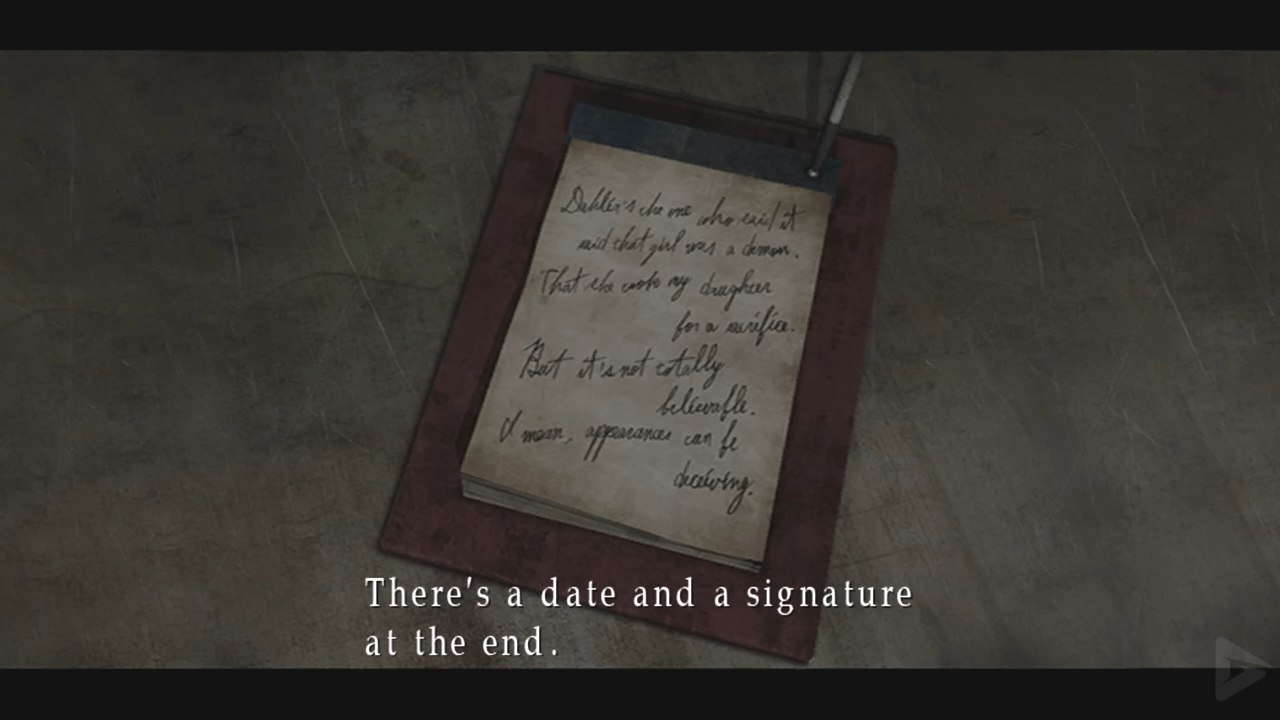 Dahlia's the one who said it
said that girl was a demon.
That she took my daughter
for a sacrifice.
But it's not totally
believable.
I mean, appearances can be
deceiving.
There's a date and a signature
at the end.